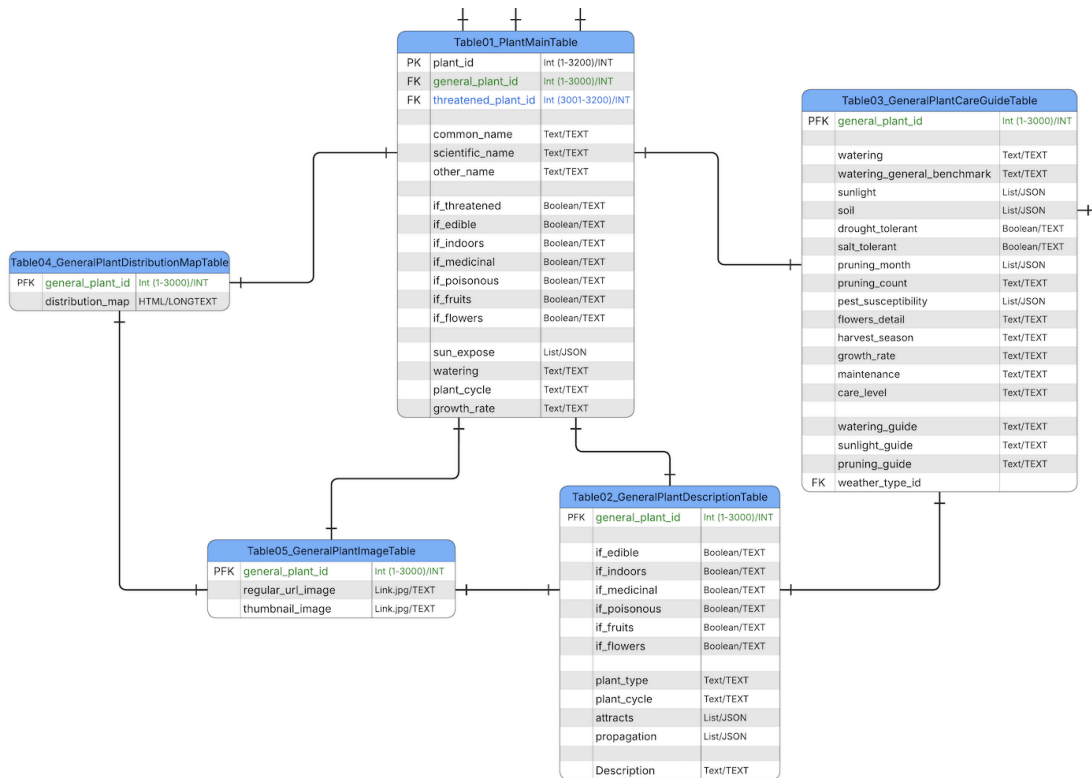 Table01_PlantMainTable
PK plant_id Int (1-3200)/INT
FK general_plant_id Int (1-3000)/INT
FK threatened_plant_id Int (3001-3200)/INT
common_name Text/TEXT
scientific_name Text/TEXT
other_name Text/TEXT
if_threatened Boolean/TEXT
if_edible Boolean/TEXT
if_indoors Boolean/TEXT
if_medicinal Boolean/TEXT
if_poisonous Boolean/TEXT
if_fruits Boolean/TEXT
if_flowers Boolean/TEXT
sun_expose List/JSON
watering Text/TEXT
plant_cycle Text/TEXT
growth_rate Text/TEXT
Table03_GeneralPlantCareGuideTable
PFK general_plant_id Int (1-3000)/INT
watering Text/TEXT
watering_general_benchmark Text/TEXT
sunlight List/JSON
soil List/JSON
drought_tolerant Boolean/TEXT
salt_tolerant Boolean/TEXT
pruning_month List/JSON
pruning_count Text/TEXT
pest_susceptibility List/JSON
flowers_detail Text/TEXT
harvest_season Text/TEXT
growth_rate Text/TEXT
maintenance Text/TEXT
care_level Text/TEXT
watering_guide Text/TEXT
sunlight_guide Text/TEXT
pruning_guide Text/TEXT
FK weather_type_id
Table04_GeneralPlantDistributionMapTable
PFK general_plant_id Int (1-3000)/INT
distribution_map HTML/LONGTEXT
Table05_GeneralPlantImageTable
PFK general_plant_id Int (1-3000)/INT
regular_url_image Link.jpg/TEXT
thumbnail_image Link.jpg/TEXT
Table02_GeneralPlantDescriptionTable
PFK general_plant_id Int (1-3000)/INT
if_edible Boolean/TEXT
if_indoors Boolean/TEXT
if_medicinal Boolean/TEXT
if_poisonous Boolean/TEXT
if_fruits Boolean/TEXT
if_flowers Boolean/TEXT
plant_type Text/TEXT
plant_cycle Text/TEXT
attracts List/JSON
propagation List/JSON
Description Text/TEXT